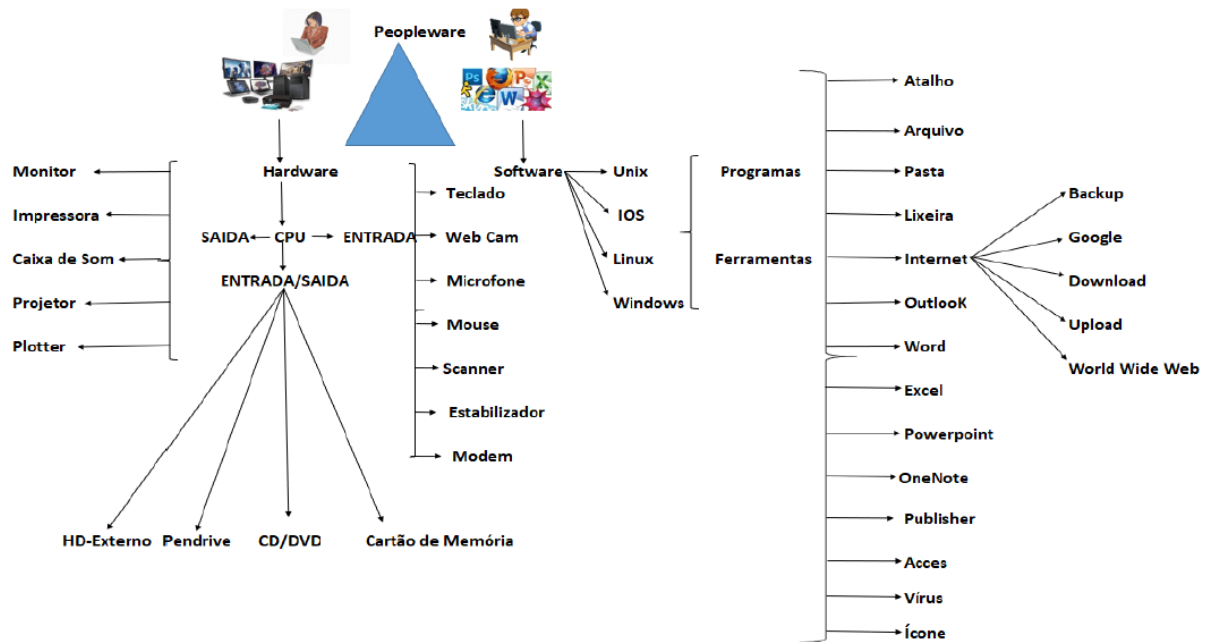 Peopleware
Hardware
Monitor
Impressora
Caixa de Som
Projetor
Plotter
SAIDA
CPU
ENTRADA
ENTRADA/SAIDA
HD-Externo
Pendrive
CD/DVD
Cartão de Memória
Teclado
Web Cam
Microfone
Mouse
Scanner
Estabilizador
Modem
Ps
P
X
e
W
Software
Unix
IOS
Linux
Windows
Programas
Ferramentas
Atalho
Arquivo
Pasta
Lixeira
Internet
OutlooK
Word
Excel
Powerpoint
OneNote
Publisher
Acces
Vírus
Ícone
Backup
Google
Download
Upload
World Wide Web